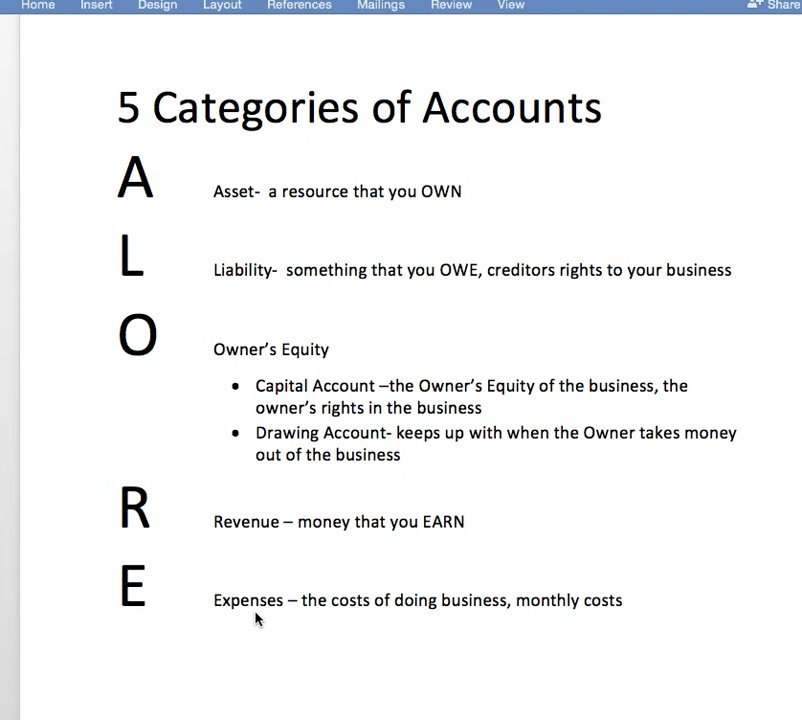 Home Insert Design Layout References Mailings Review View Share
5 Categories of Accounts
A Asset-  a resource that you OWN
L Liability-  something that you OWE, creditors rights to your business
O Owner's Equity
• Capital Account –the Owner's Equity of the business, the
owner's rights in the business
• Drawing Account- keeps up with when the Owner takes money
out of the business
R Revenue – money that you EARN
E Expenses – the costs of doing business, monthly costs